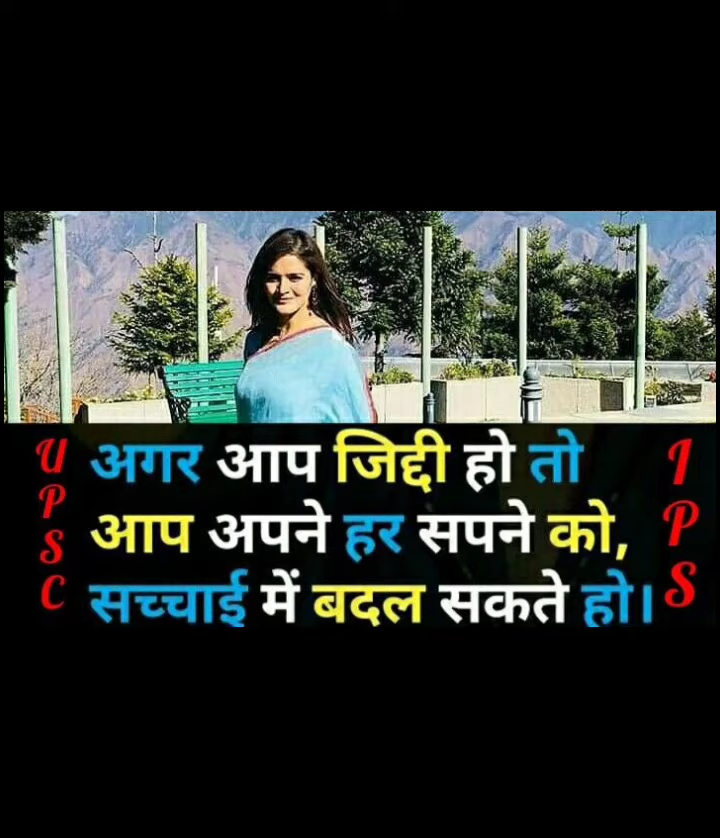 UPSC
अगर आप जिद्दी हो तो
आप अपने हर सपने को,
सच्चाई में बदल सकते हो।
IPS